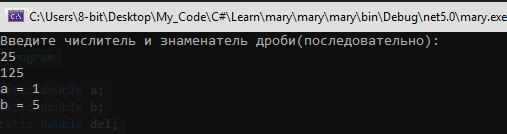 C:\Users\8-bit\Desktop\My_Code\C#\Learn\mary\mary\mary\bin\Debug\net5.0\mary.exe
Введите числитель и знаменатель дроби(последовательно):
25
125
a = 1
b = 5